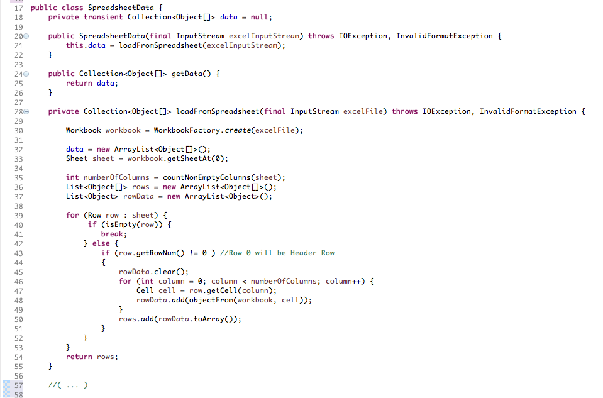 17 public class SpreadsheetData {
18 private transient Collection<Object[]> data = null;
19
20 public SpreadsheetData(final InputStream excelInputStream) throws IOException, InvalidFormatException {
21 this.data = loadFromSpreadsheet(excelInputStream);
22 }
23
24 public Collection<Object[]> getData() {
25 return data;
26 }
27
28 private Collection<Object[]> loadFromSpreadsheet(final InputStream excelFile) throws IOException, InvalidFormatException {
29
30 Workbook workbook = WorkbookFactory.create(excelFile);
31
32 data = new ArrayList<Object[]>();
33 Sheet sheet = workbook.getSheetAt(0);
34
35 int numberOfColumns = countNonEmptyColumns(sheet);
36 List<Object[]> rows = new ArrayList<Object[]>();
37 List<Object> rowData = new ArrayList<Object>();
38
39 for (Row row : sheet) {
40 if (isEmpty(row)) {
41 break;
42 } else {
43 if (row.getRowNum() != 0 ) //Row 0 will be Header Row
44 {
45 rowData.clear();
46 for (int column = 0; column < numberOfColumns; column++) {
47 Cell cell = row.getCell(column);
48 rowData.add(objectFrom(workbook, cell));
49 }
50 rows.add(rowData.toArray());
51 }
52 }
53 }
54 return rows;
55 }
56
57 //( ... )
58